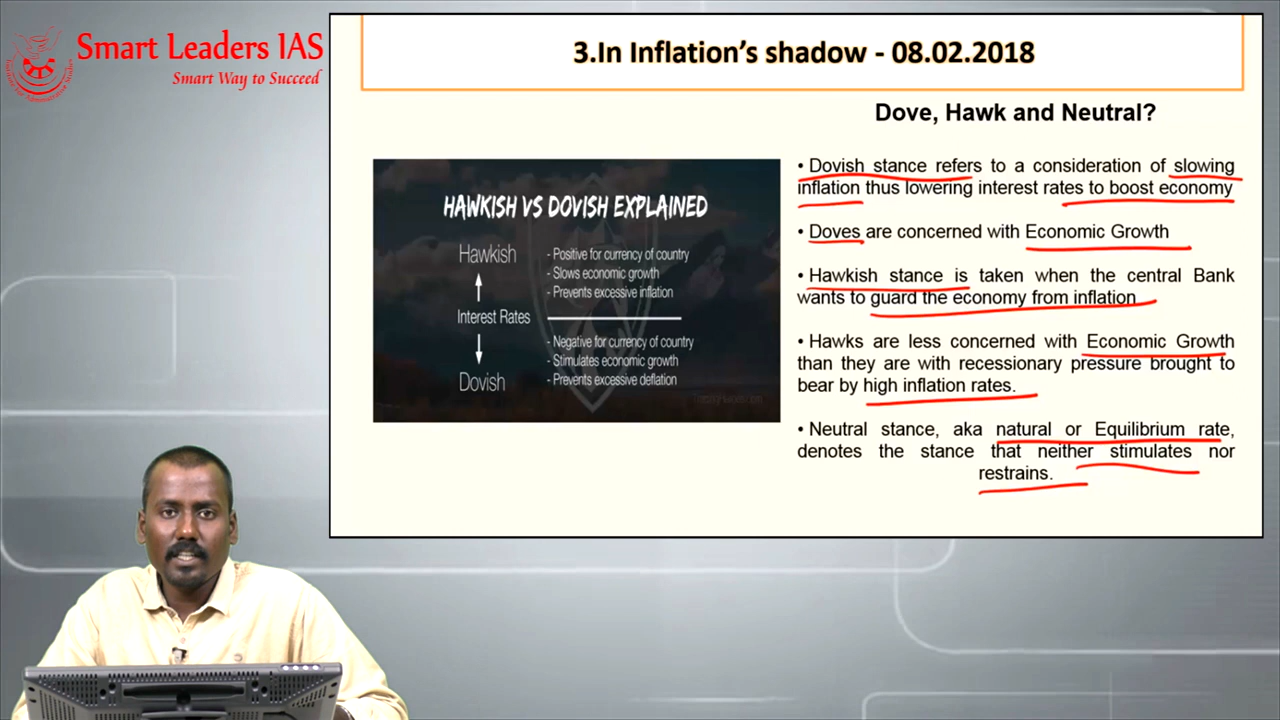 Smart Leaders IAS
Smart Way to Succeed
3.In Inflation's shadow - 08.02.2018
Dove, Hawk and Neutral?
HAWKISH VS DOVISH EXPLAINED
Hawkish
- Positive for currency of country
- Slows economic growth
- Prevents excessive inflation
Interest Rates
- Negative for currency of country
- Stimulates economic growth
- Prevents excessive deflation
Dovish
• Dovish stance refers to a consideration of slowing
inflation thus lowering interest rates to boost economy
• Doves are concerned with Economic Growth
• Hawkish stance is taken when the central Bank
wants to guard the economy from inflation
• Hawks are less concerned with Economic Growth
than they are with recessionary pressure brought to
bear by high inflation rates.
• Neutral stance, aka natural or Equilibrium rate,
denotes the stance that neither stimulates nor
restrains.